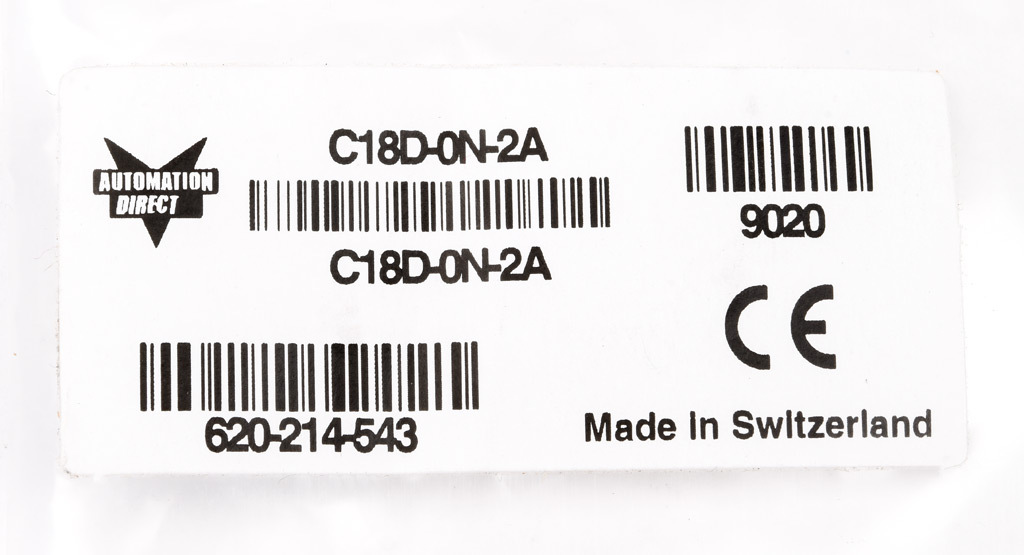 AUTOMATION
DIRECT
C18D-0N-2A
C18D-0N-2A
9020
CE
620-214-543
Made in Switzerland